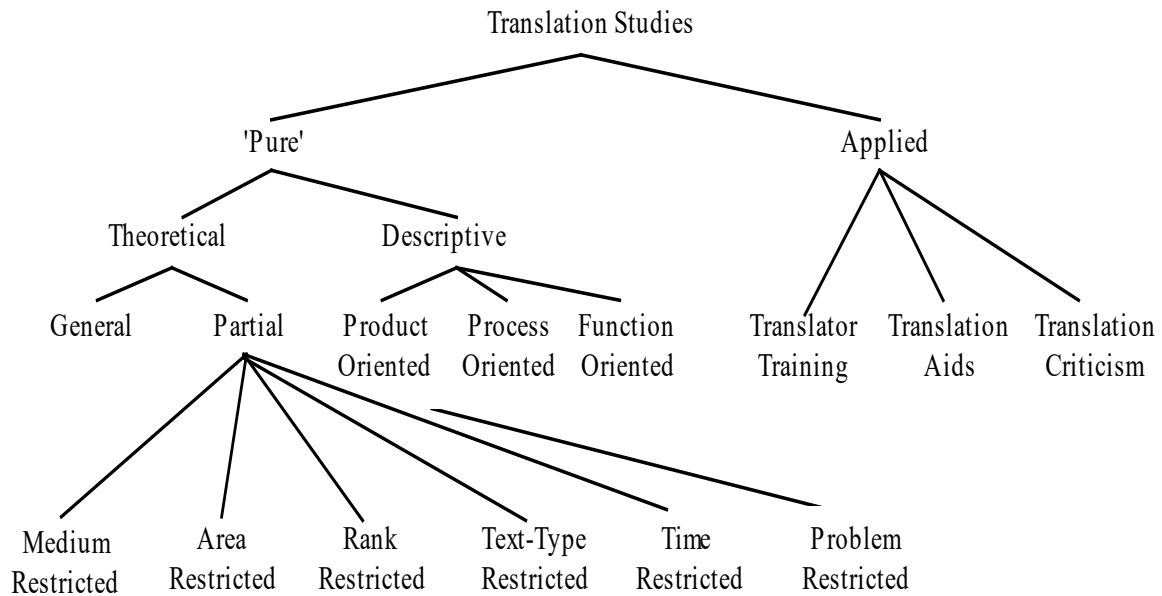 Translation Studies
'Pure'
Applied
Theoretical
Descriptive
General
Partial
Product
Oriented
Process
Oriented
Function
Oriented
Translator
Training
Translation
Aids
Translation
Criticism
Medium
Restricted
Area
Restricted
Rank
Restricted
Text-Type
Restricted
Time
Restricted
Problem
Restricted